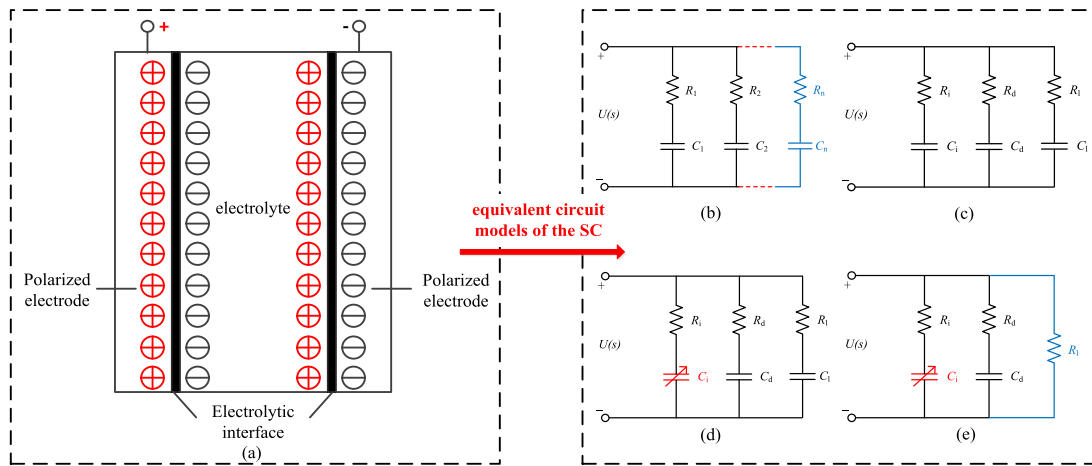 +
-
electrolyte
Polarized
electrode
Polarized
electrode
Electrolytic
interface
(a)
equivalent circuit
models of the SC
+
U(s)
R1
R2
Rn
C1
C2
Cn
−
(b)
+
U(s)
Ri
Rd
Rl
Ci
Cd
Cl
−
(c)
+
U(s)
Ri
Rd
Rl
Ci
Cd
Cl
−
(d)
+
U(s)
Ri
Rd
Rl
Ci
Cd
−
(e)